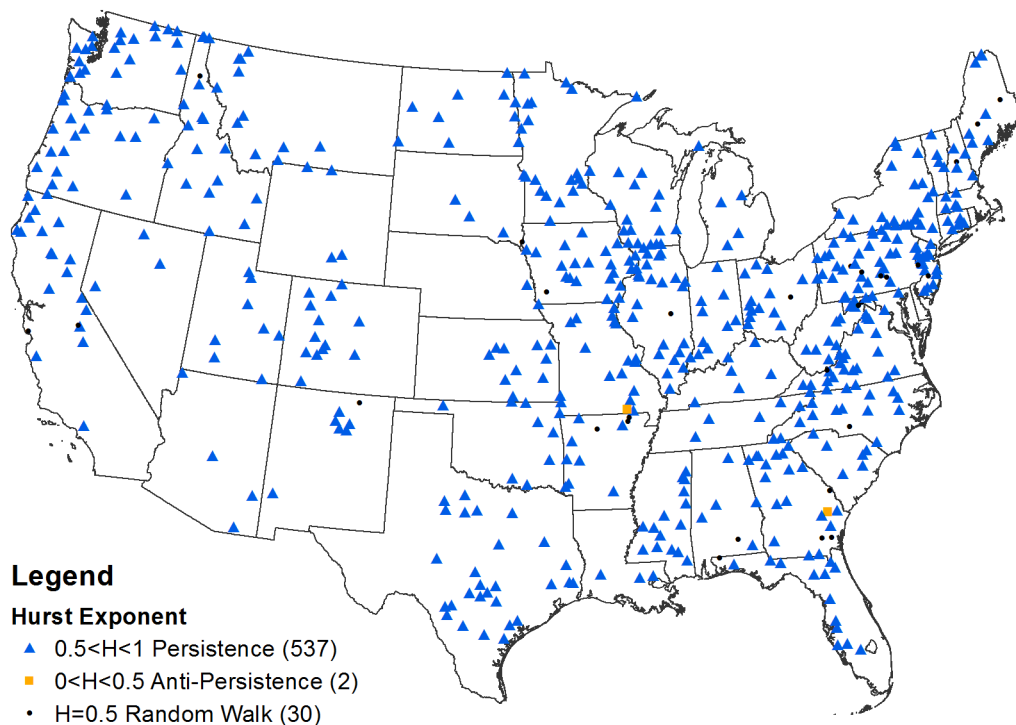 Legend
Hurst Exponent
0.5<H<1 Persistence (537)
0<H<0.5 Anti-Persistence (2)
H=0.5 Random Walk (30)